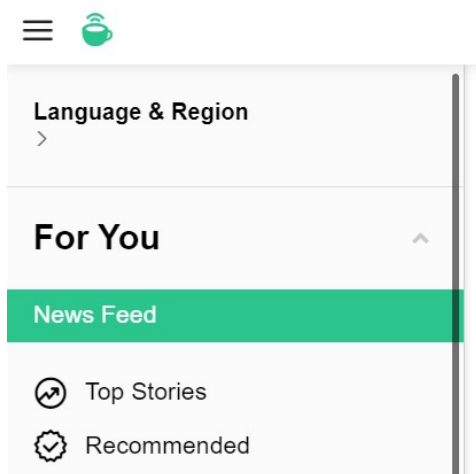 Language & Region
For You
News Feed
Top Stories
Recommended